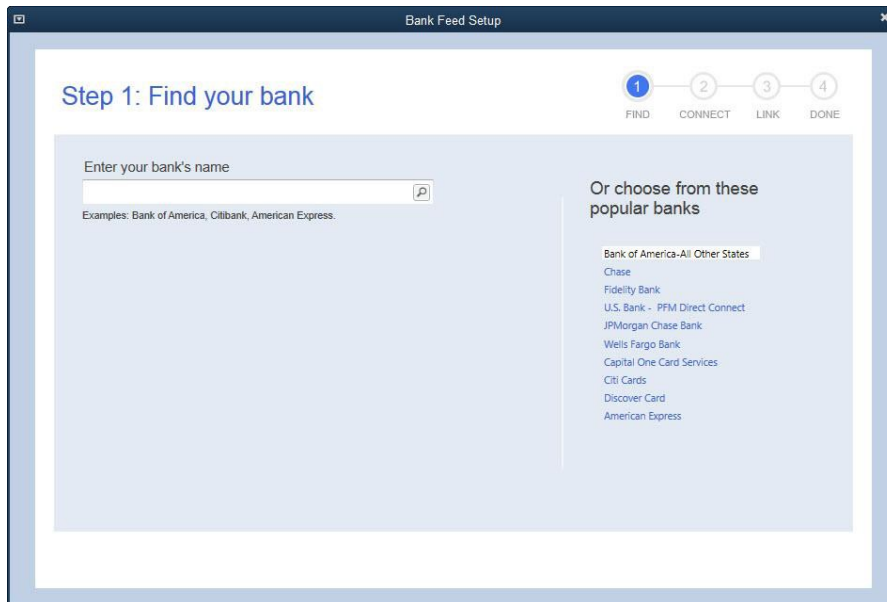 Bank Feed Setup
Step 1: Find your bank
1 2 3 4
FIND CONNECT LINK DONE
Enter your bank's name
Examples: Bank of America, Citibank, American Express.
Or choose from these
popular banks
Bank of America-All Other States
Chase
Fidelity Bank
U.S. Bank - PFM Direct Connect
JPMorgan Chase Bank
Wells Fargo Bank
Capital One Card Services
Citi Cards
Discover Card
American Express